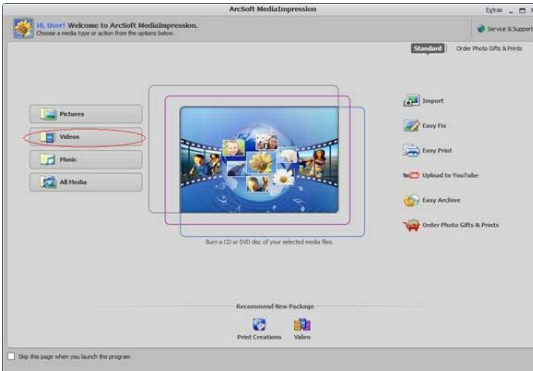 ArcSoft MediaImpression
Extras
Hi, User! Welcome to ArcSoft MediaImpression.
Choose a media type or action from the options below.
Service & Support
Standard
Order Photo Gifts & Prints
Pictures
Videos
Music
All Media
Import
Easy Fix
Easy Print
Upload to YouTube
Easy Archive
Order Photo Gifts & Prints
Burn a CD or DVD disc of your selected media files.
Recommend New Package
Print Creations
Video
Skip this page when you launch the program